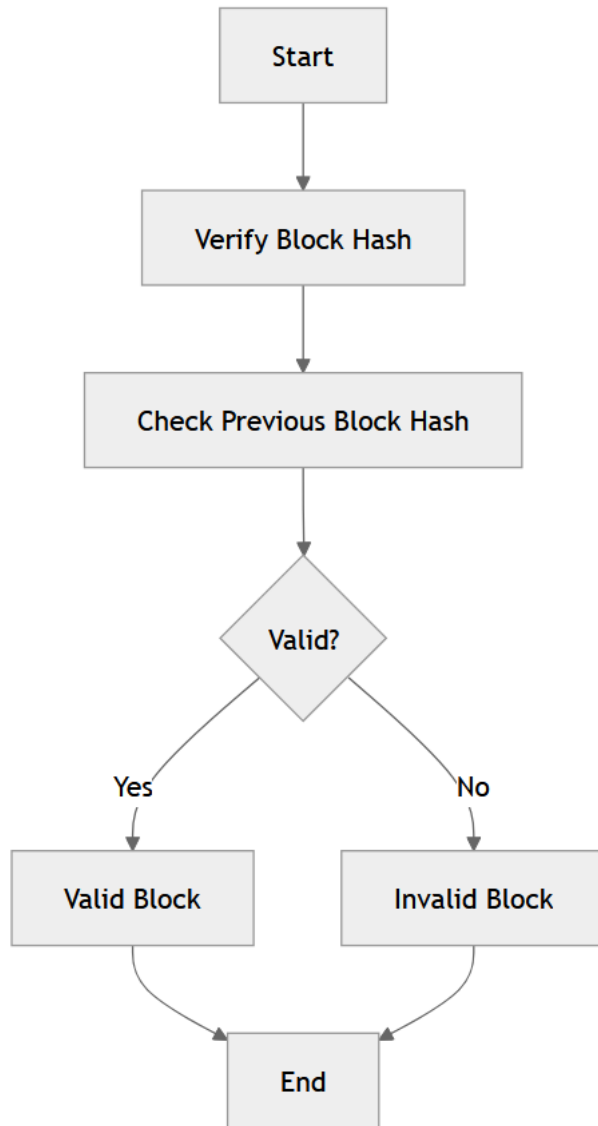 Start
Verify Block Hash
Check Previous Block Hash
Valid?
Yes
No
Valid Block
Invalid Block
End